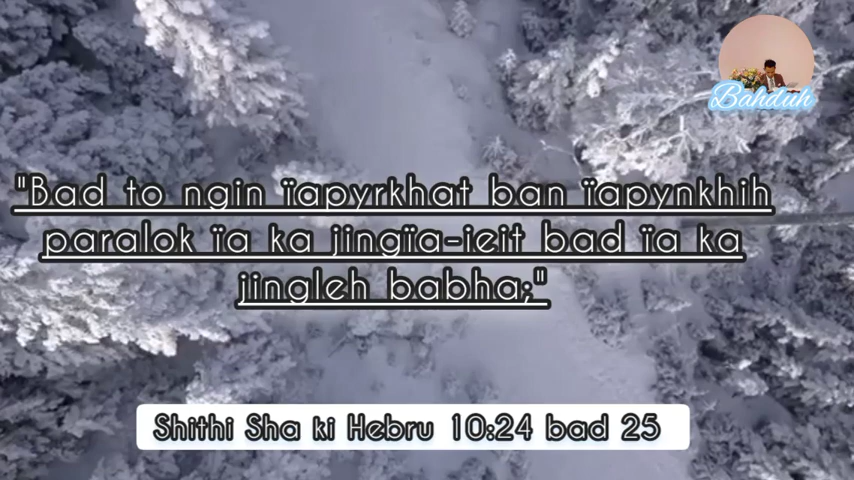 Bahduh
"Bad to ngin ïapyrkhat ban ïapynkhih
paralok ïa ka jingïa-ieit bad ïa ka
jingleh babha;"
Shithi Sha ki Hebru 10:24 bad 25